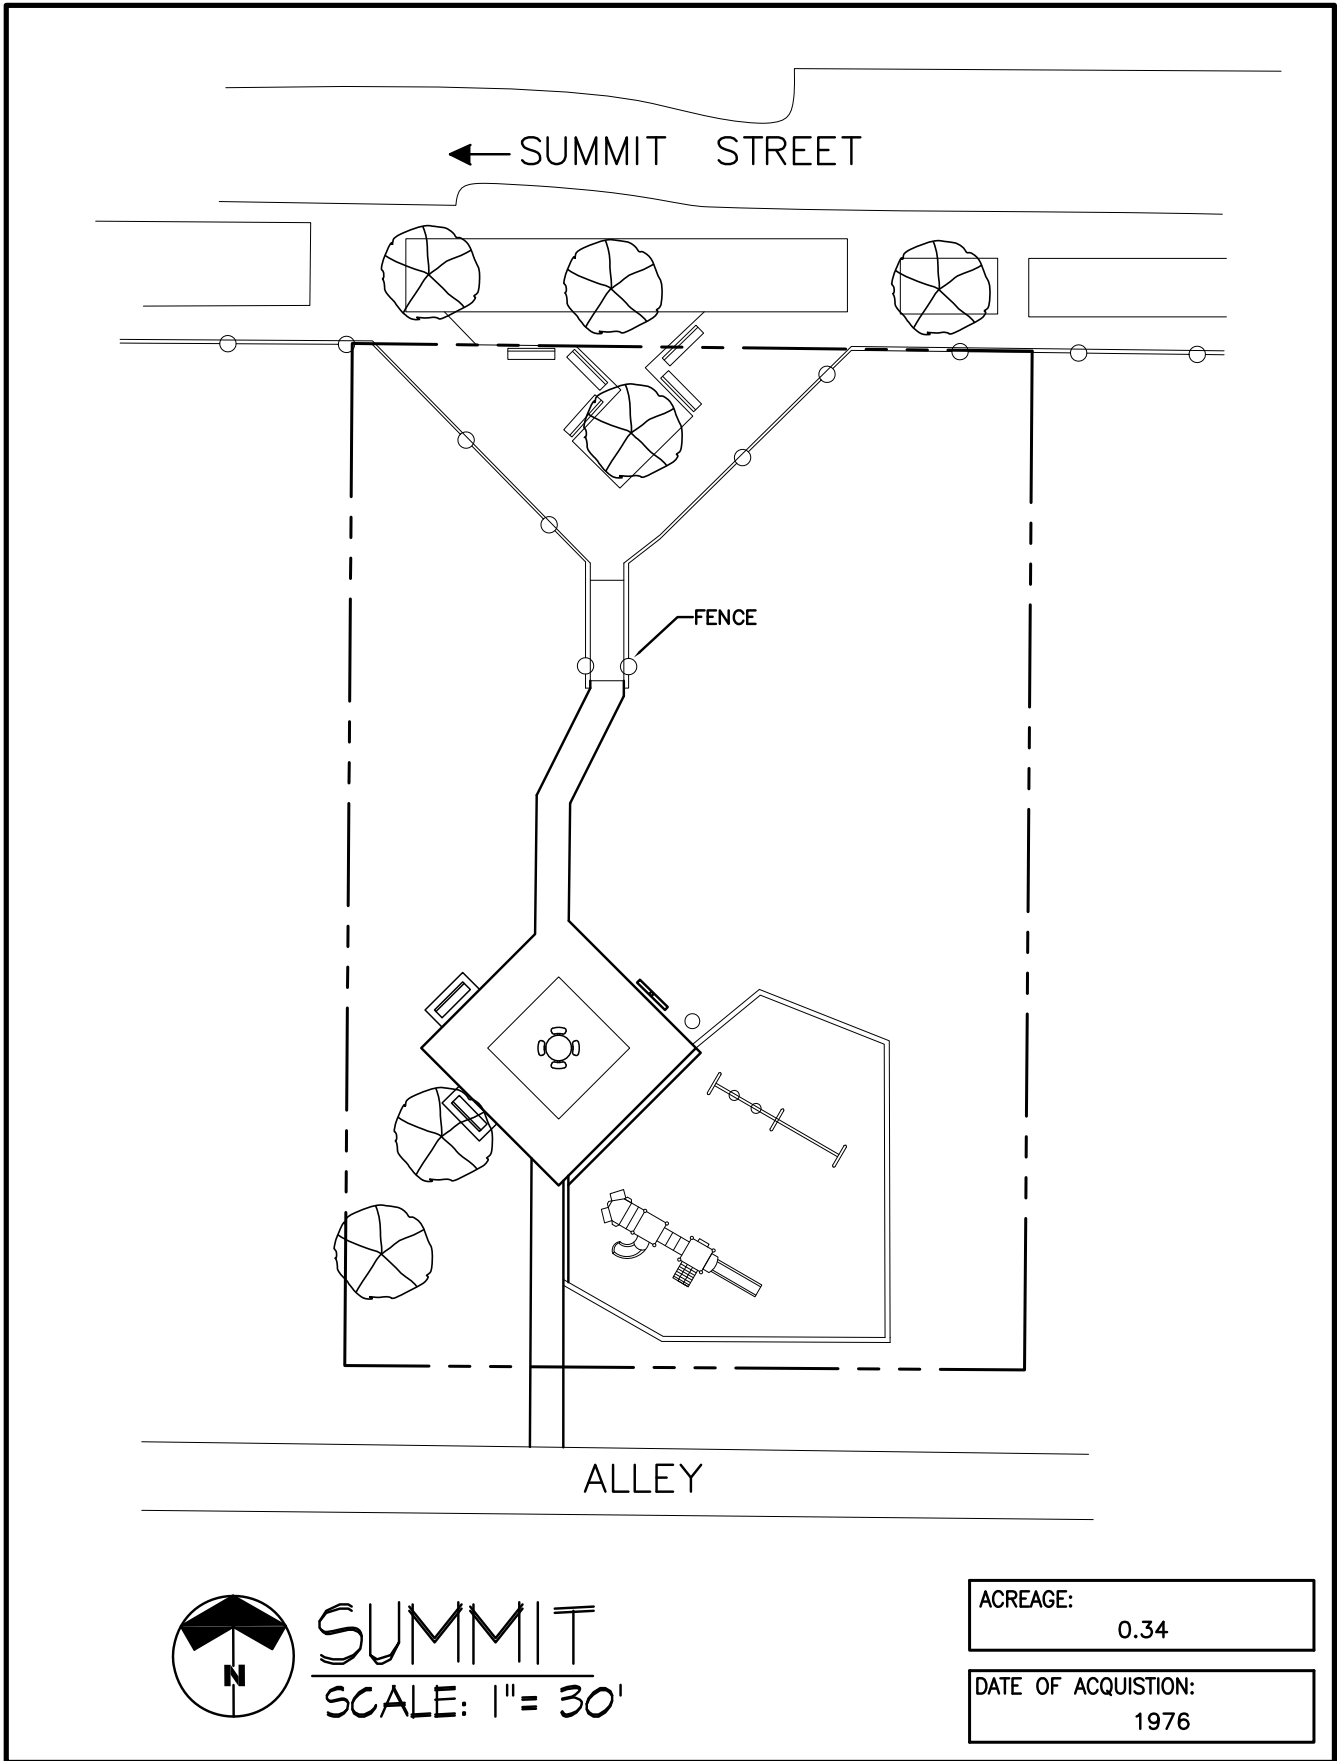 SUMMIT STREET
FENCE
ALLEY
N
SUMMIT
SCALE: 1"= 30'
ACREAGE:
0.34
DATE OF ACQUISTION:
1976